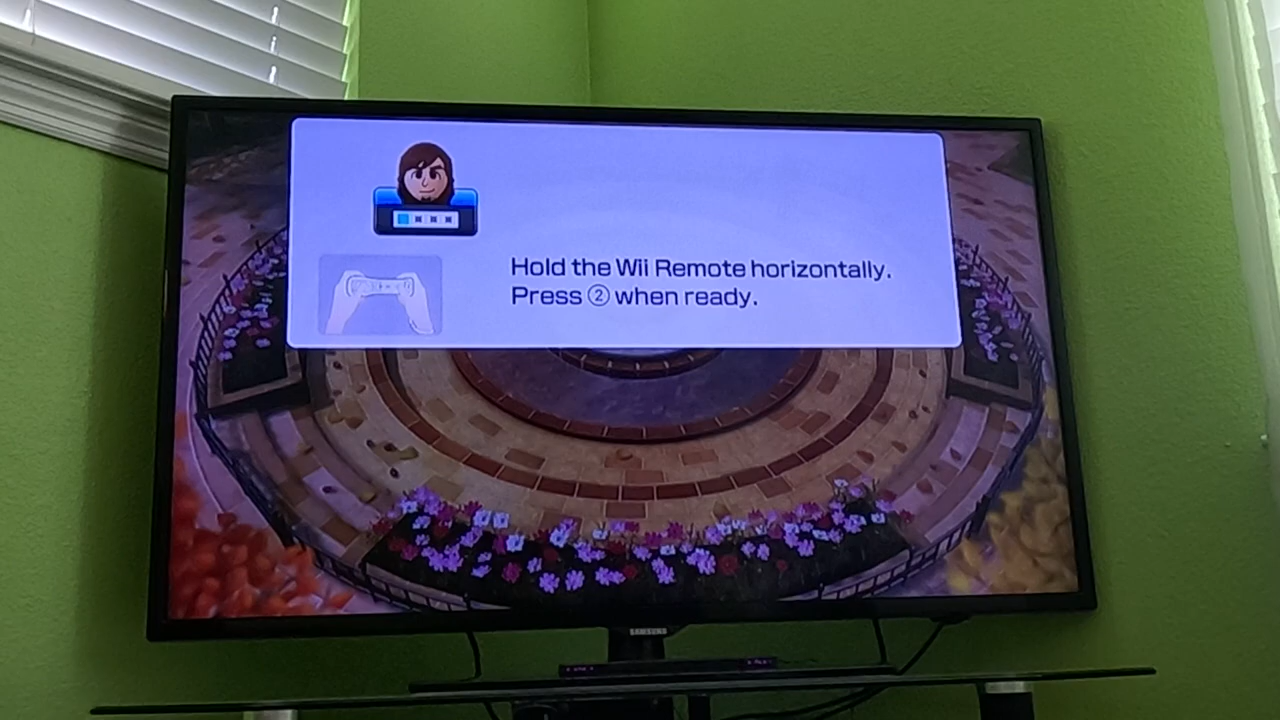 Hold the Wii Remote horizontally.
Press ② when ready.
SAMSUNG